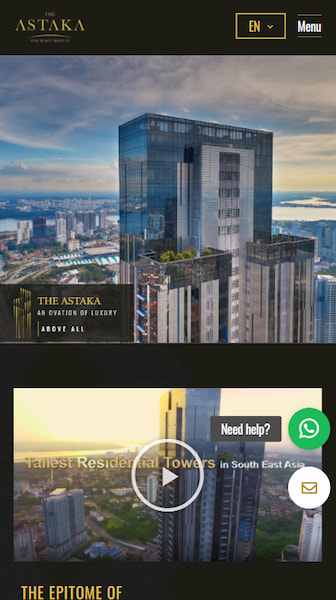 THE
ASTAKA
EN
Menu
THE ASTAKA
AN OVATION OF LUXURY
ABOVE ALL
Need help?
Tallest Residential Towers in South East Asia
THE EPITOME OF